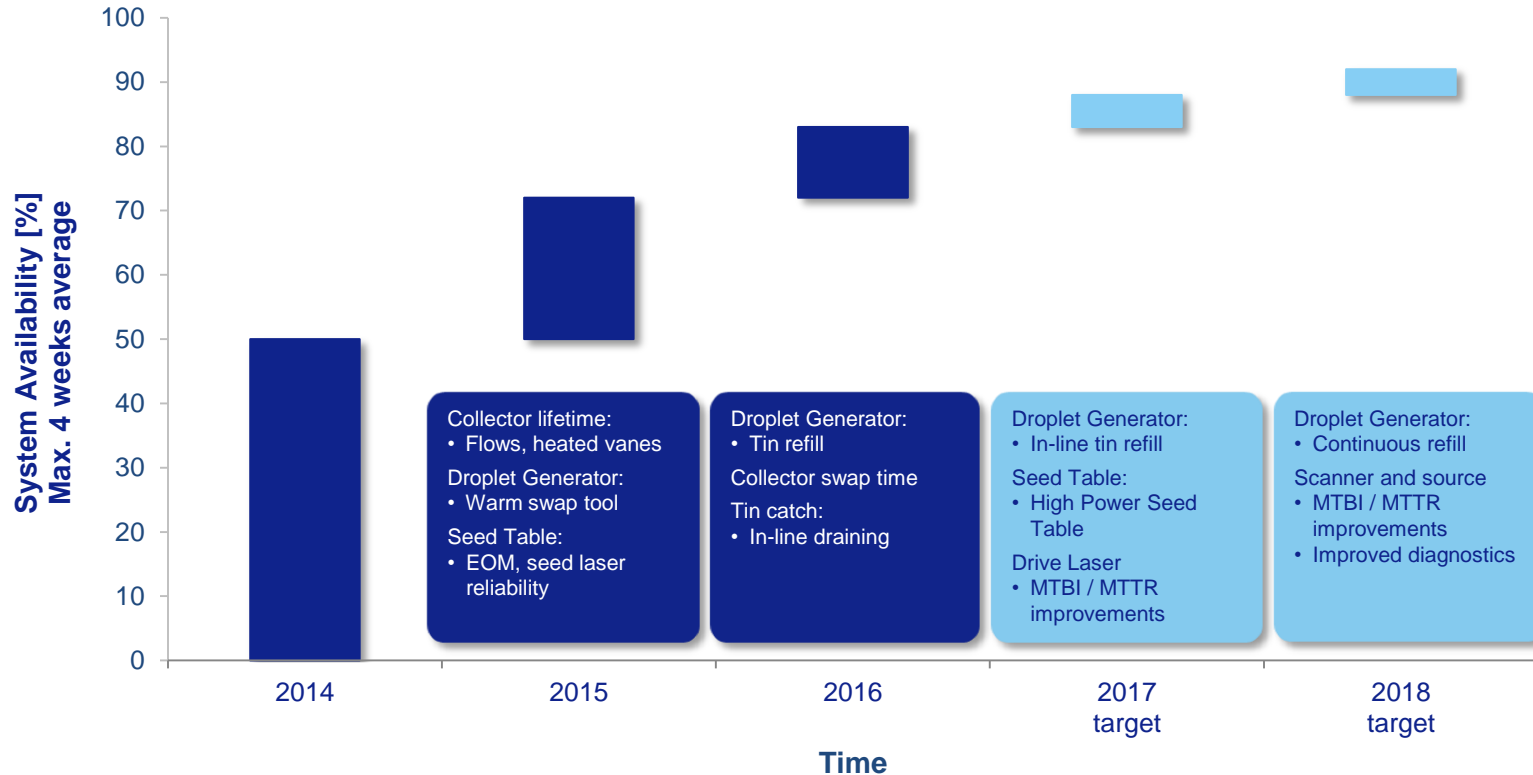 System Availability [%]
Max. 4 weeks average
100
90
80
70
60
50
40
30
20
10
0
Collector lifetime:
• Flows, heated vanes
Droplet Generator:
• Warm swap tool
Seed Table:
• EOM, seed laser
reliability
Droplet Generator:
• Tin refill
Collector swap time
Tin catch:
• In-line draining
Droplet Generator:
• In-line tin refill
Seed Table:
• High Power Seed
Table
Drive Laser
• MTBI / MTTR
improvements
Droplet Generator:
• Continuous refill
Scanner and source
• MTBI / MTTR
improvements
• Improved diagnostics
2014
2015
2016
2017
target
2018
target
Time